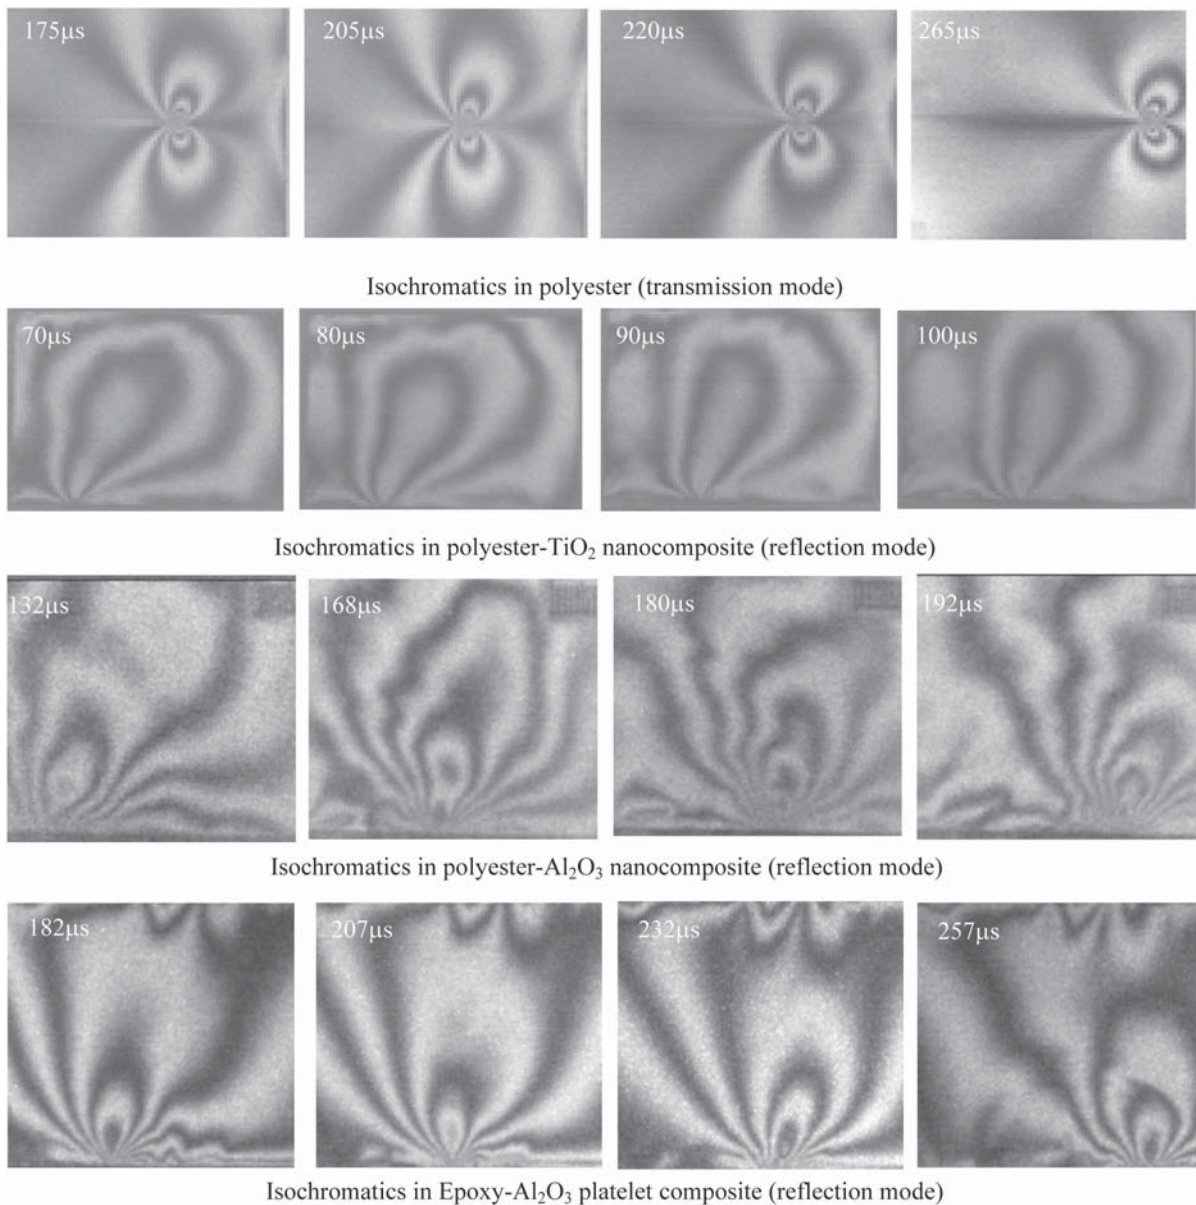 175μs 205μs 220μs 265μs
Isochromatics in polyester (transmission mode)
70μs 80μs 90μs 100μs
Isochromatics in polyester-TiO₂ nanocomposite (reflection mode)
132μs 168μs 180μs 192μs
Isochromatics in polyester-Al₂O₃ nanocomposite (reflection mode)
182μs 207μs 232μs 257μs
Isochromatics in Epoxy-Al₂O₃ platelet composite (reflection mode)